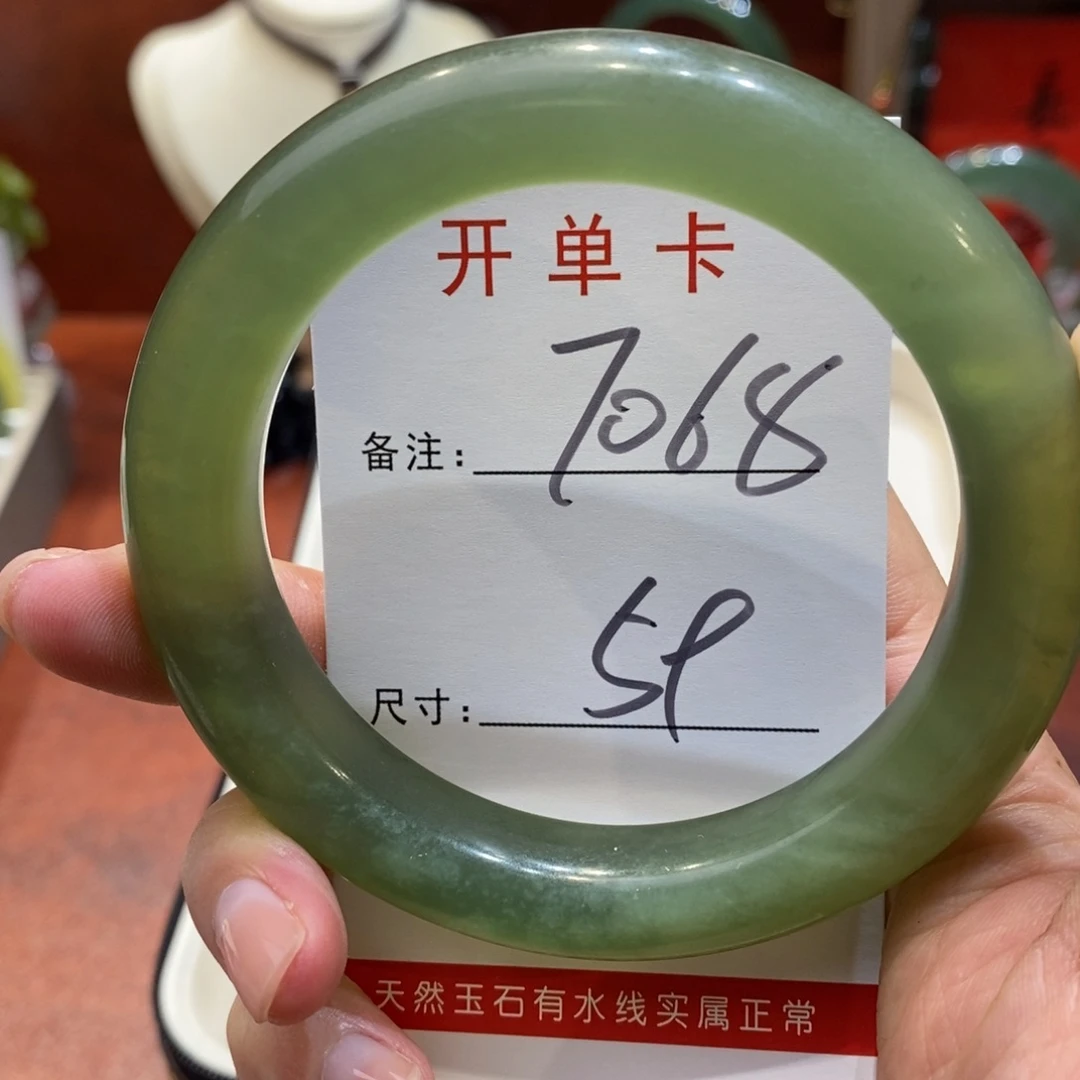 开单卡
备注: 7068
尺寸: 59
天然玉石有水线实属正常